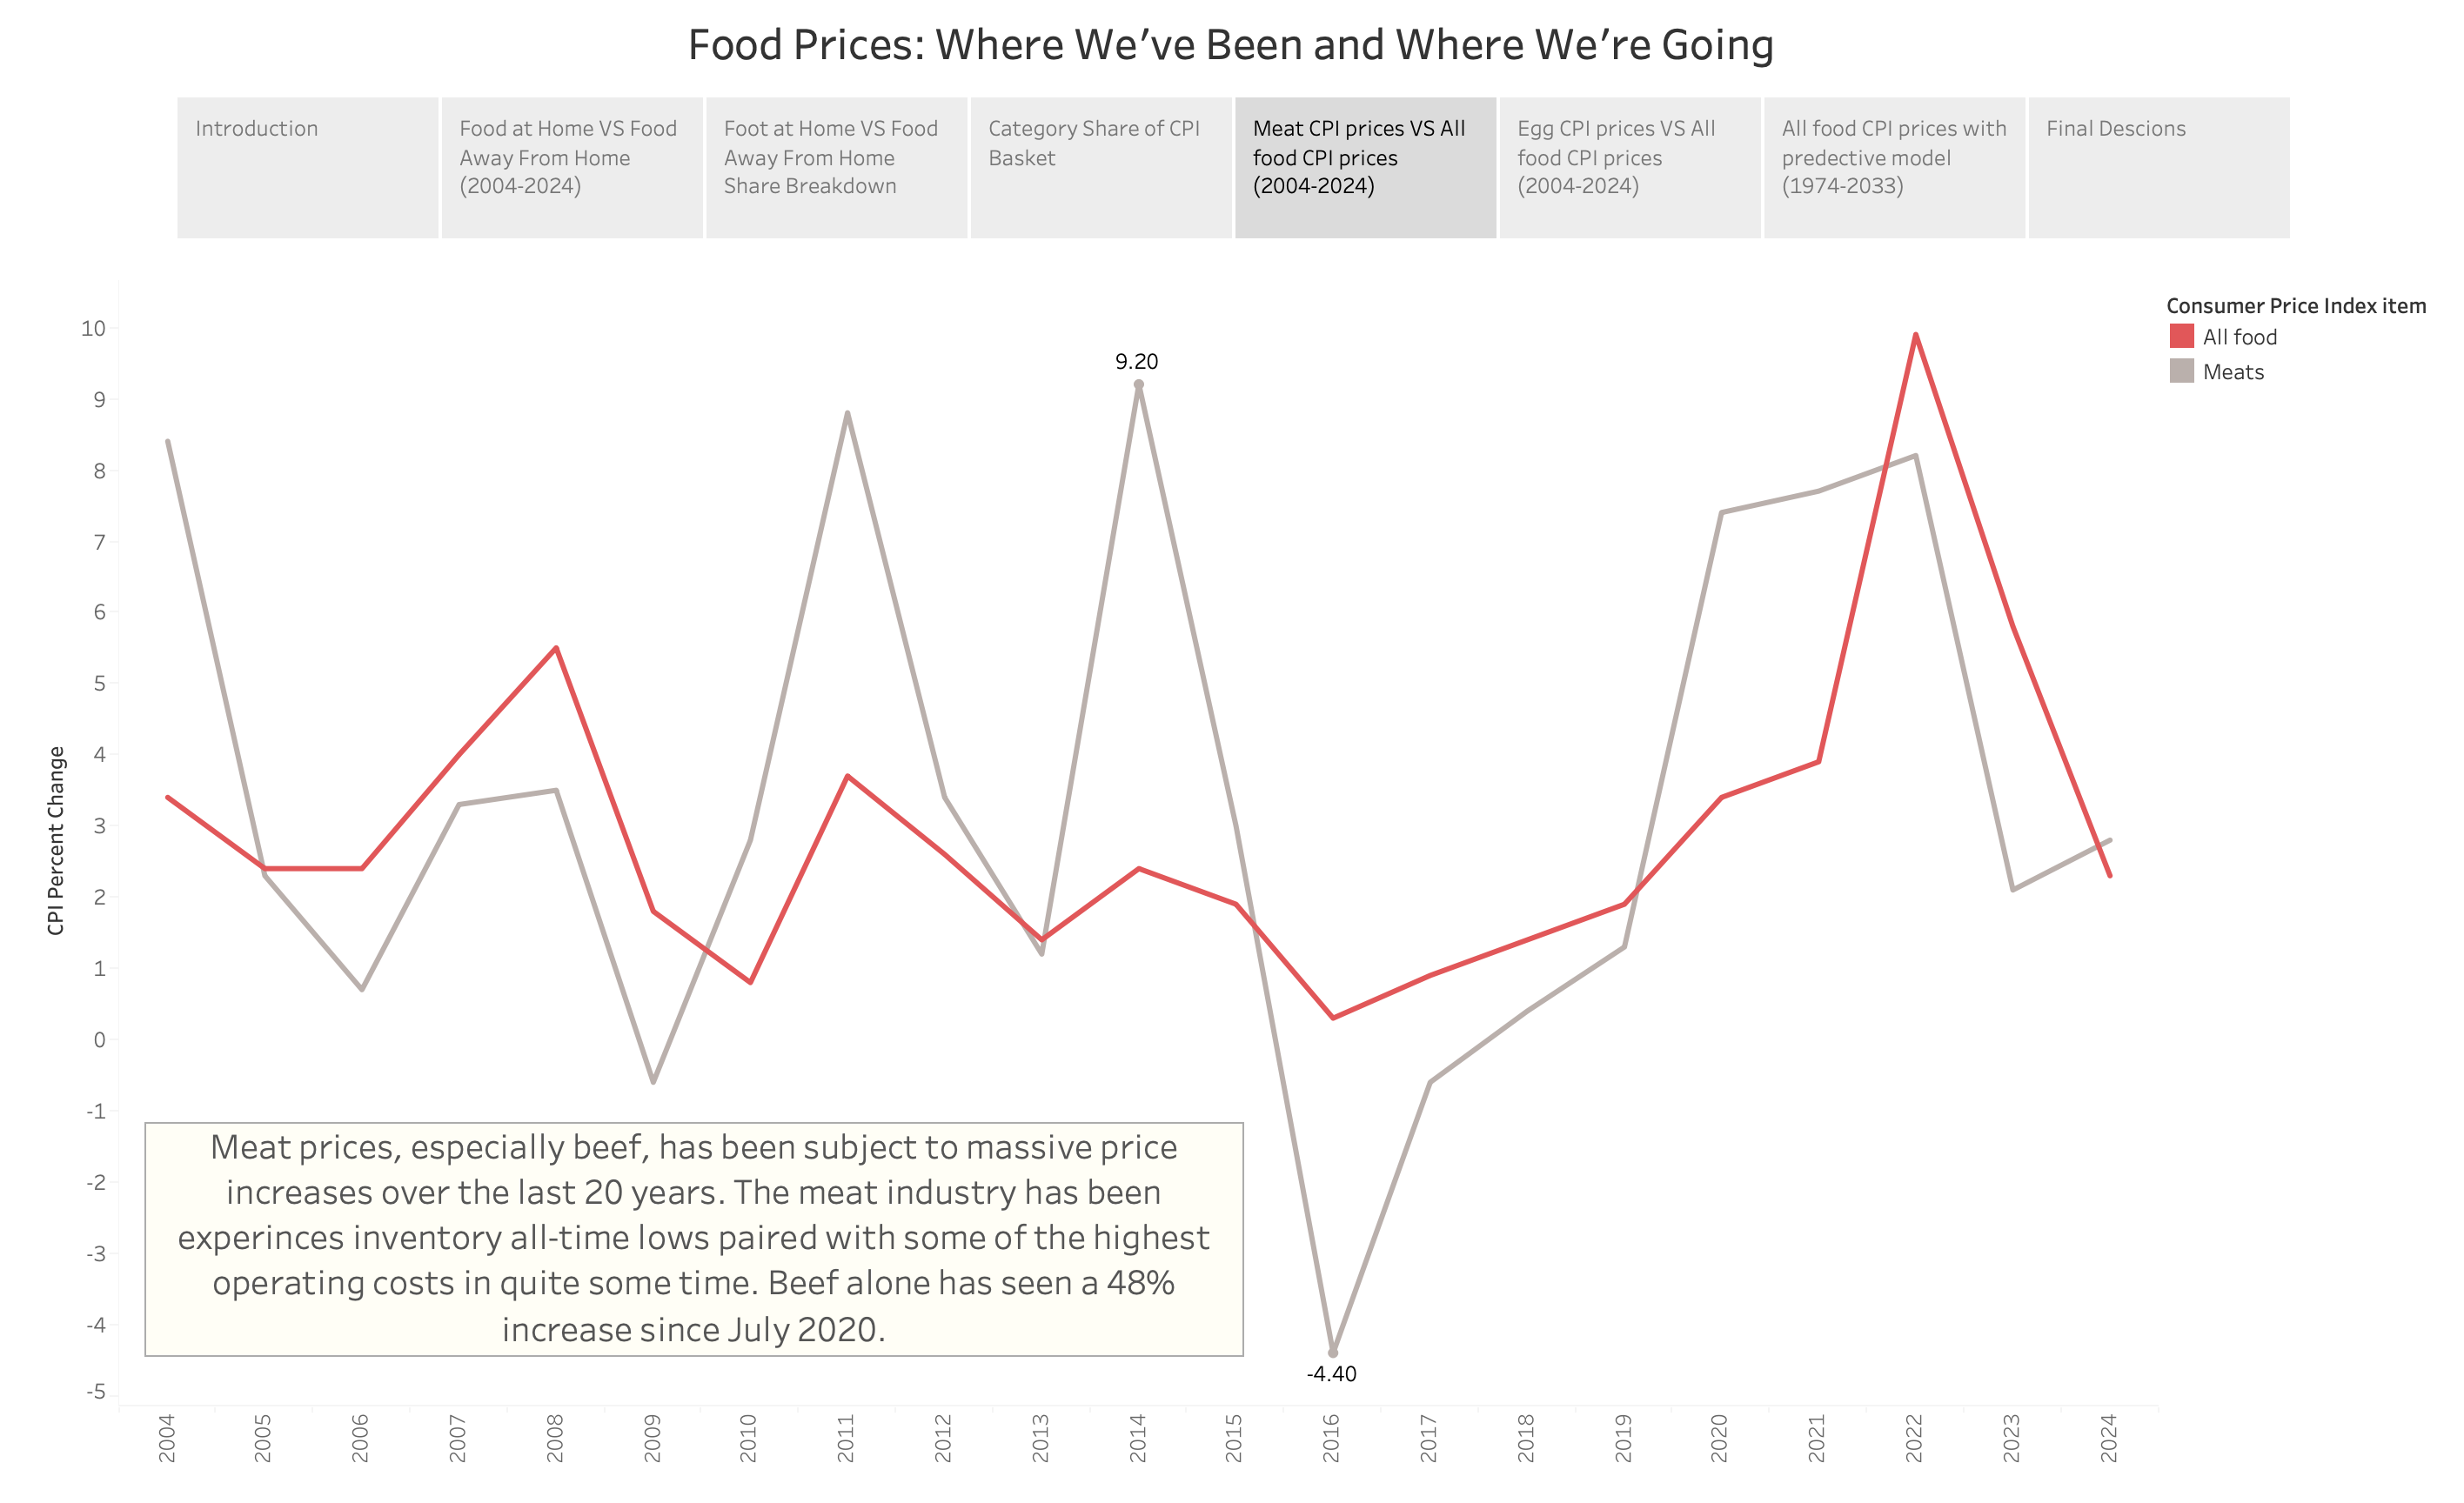 Food Prices: Where We've Been and Where We're Going
Introduction
Food at Home VS Food
Away From Home
(2004-2024)
Foot at Home VS Food
Away From Home
Share Breakdown
Category Share of CPI
Basket
Meat CPI prices VS All
food CPI prices
(2004-2024)
Egg CPI prices VS All
food CPI prices
(2004-2024)
All food CPI prices with
predective model
(1974-2033)
Final Descions
Consumer Price Index item
All food
Meats
CPI Percent Change
10
9
8
7
6
5
4
3
2
1
0
-1
-2
-3
-4
-5
9.20
-4.40
Meat prices, especially beef, has been subject to massive price
increases over the last 20 years. The meat industry has been
experinces inventory all-time lows paired with some of the highest
operating costs in quite some time. Beef alone has seen a 48%
increase since July 2020.
2004
2005
2006
2007
2008
2009
2010
2011
2012
2013
2014
2015
2016
2017
2018
2019
2020
2021
2022
2023
2024